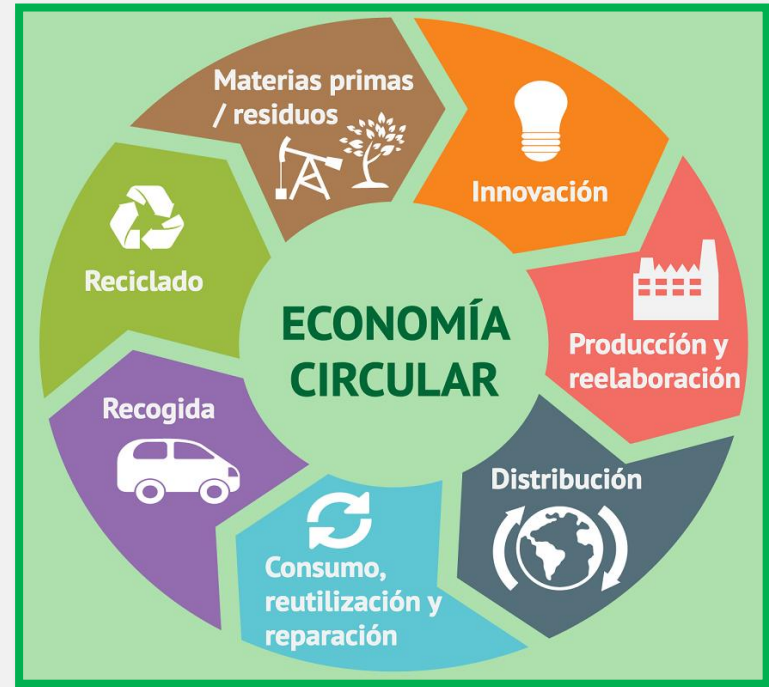 Materias primas
/ residuos
Innovación
Producción y
reelaboración
Distribución
Consumo,
reutilización y
reparación
Recogida
Reciclado
ECONOMÍA
CIRCULAR